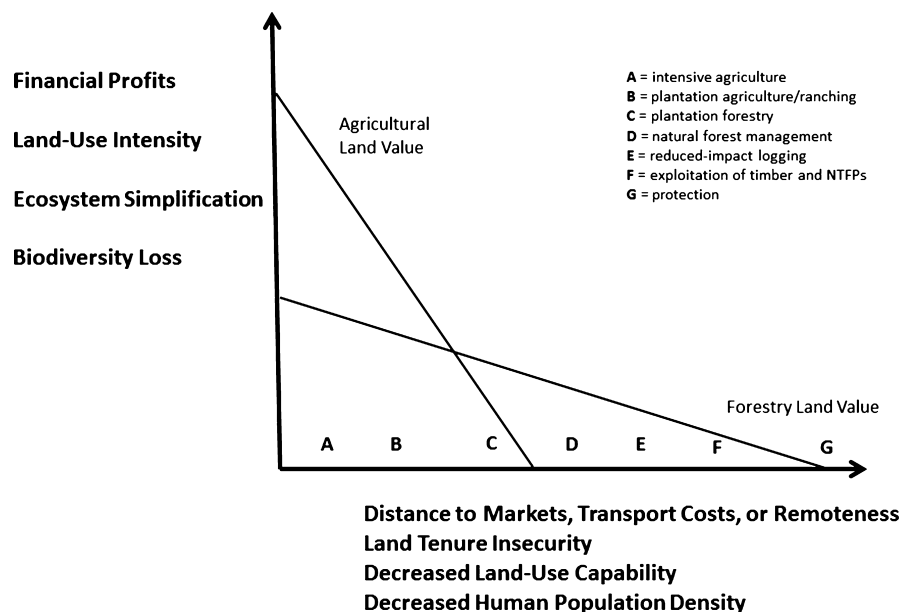 Financial Profits
Land-Use Intensity
Ecosystem Simplification
Biodiversity Loss
Agricultural
Land Value
A = intensive agriculture
B = plantation agriculture/ranching
C = plantation forestry
D = natural forest management
E = reduced-impact logging
F = exploitation of timber and NTFPs
G = protection
Forestry Land Value
A B C D E F G
Distance to Markets, Transport Costs, or Remoteness
Land Tenure Insecurity
Decreased Land-Use Capability
Decreased Human Population Density